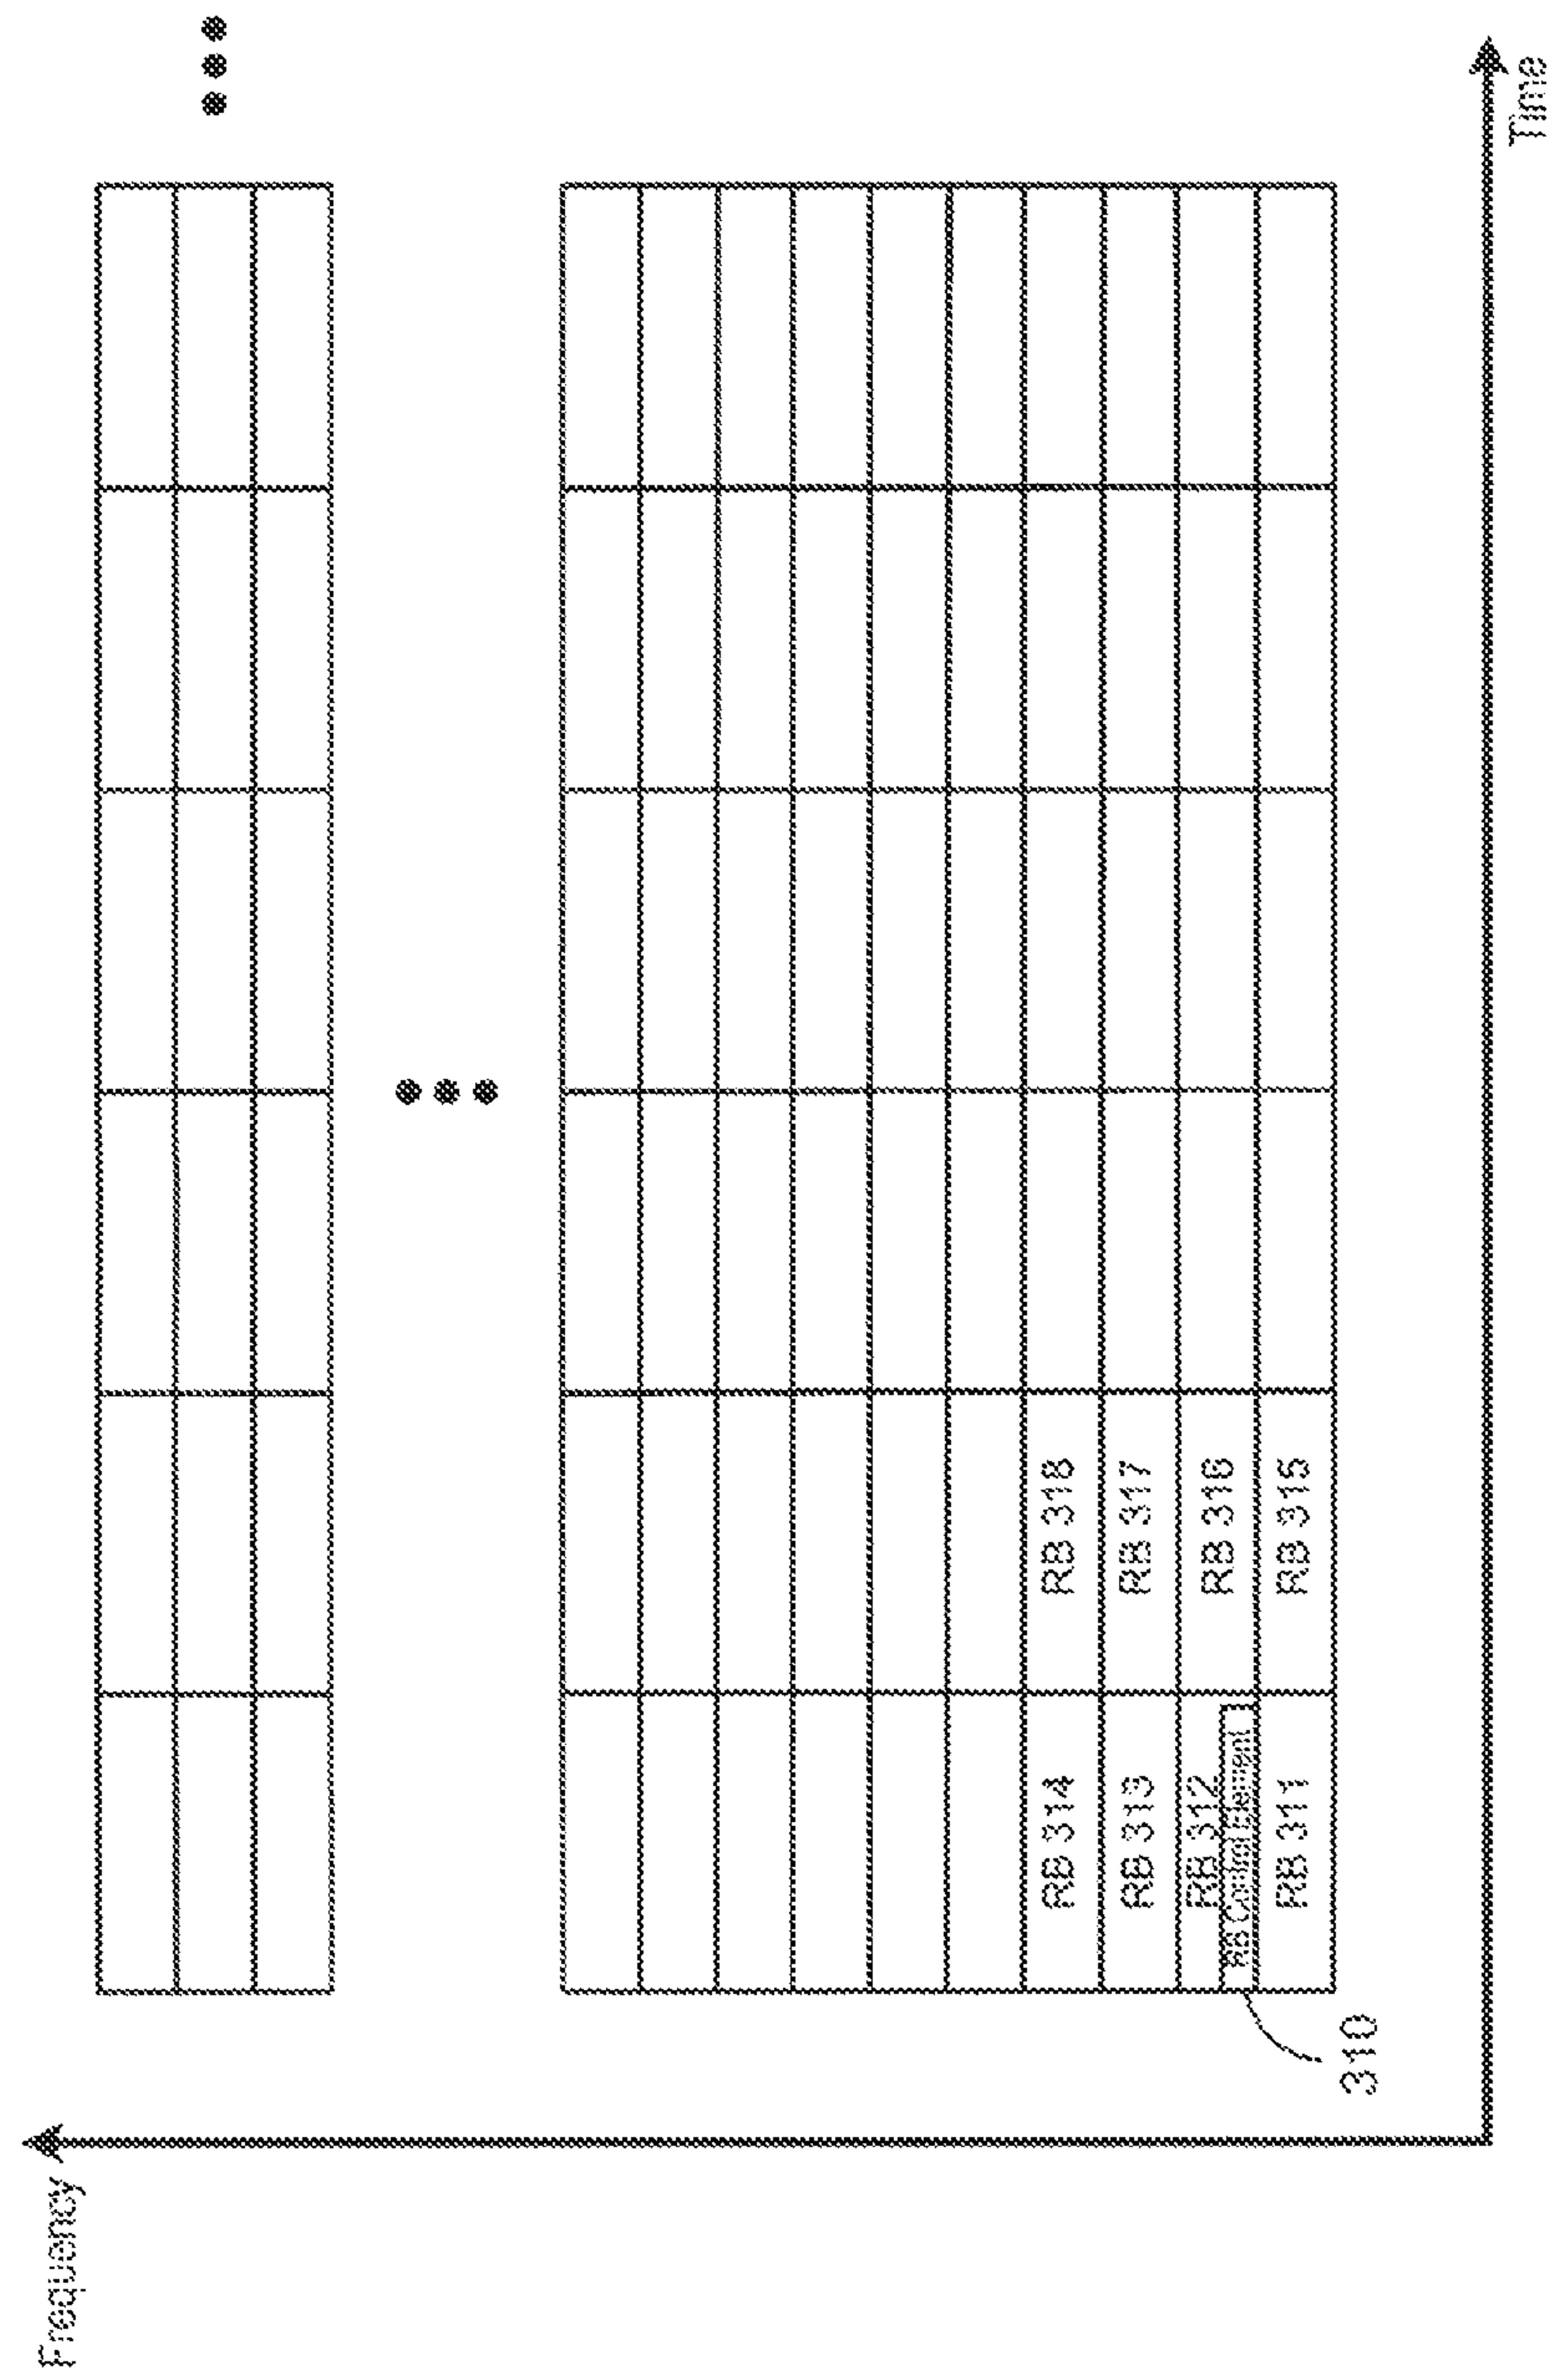 Frequency
RB 314
RB 318
RB 313
RB 317
RB 312
RB 316
RB Control Element
RB 311
RB 315
310
Time